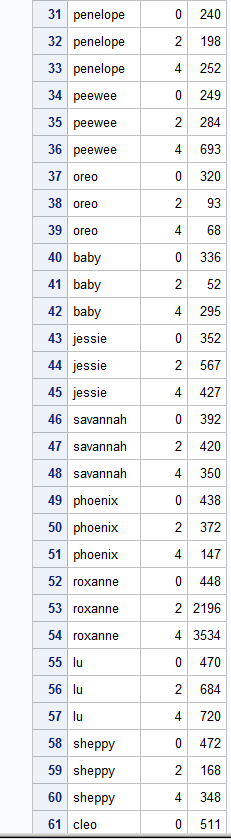 31 penelope 0 240
32 penelope 2 198
33 penelope 4 252
34 peewee 0 249
35 peewee 2 284
36 peewee 4 693
37 oreo 0 320
38 oreo 2 93
39 oreo 4 68
40 baby 0 336
41 baby 2 52
42 baby 4 295
43 jessie 0 352
44 jessie 2 567
45 jessie 4 427
46 savannah 0 392
47 savannah 2 420
48 savannah 4 350
49 phoenix 0 438
50 phoenix 2 372
51 phoenix 4 147
52 roxanne 0 448
53 roxanne 2 2196
54 roxanne 4 3534
55 lu 0 470
56 lu 2 684
57 lu 4 720
58 sheppy 0 472
59 sheppy 2 168
60 sheppy 4 348
61 cleo 0 511